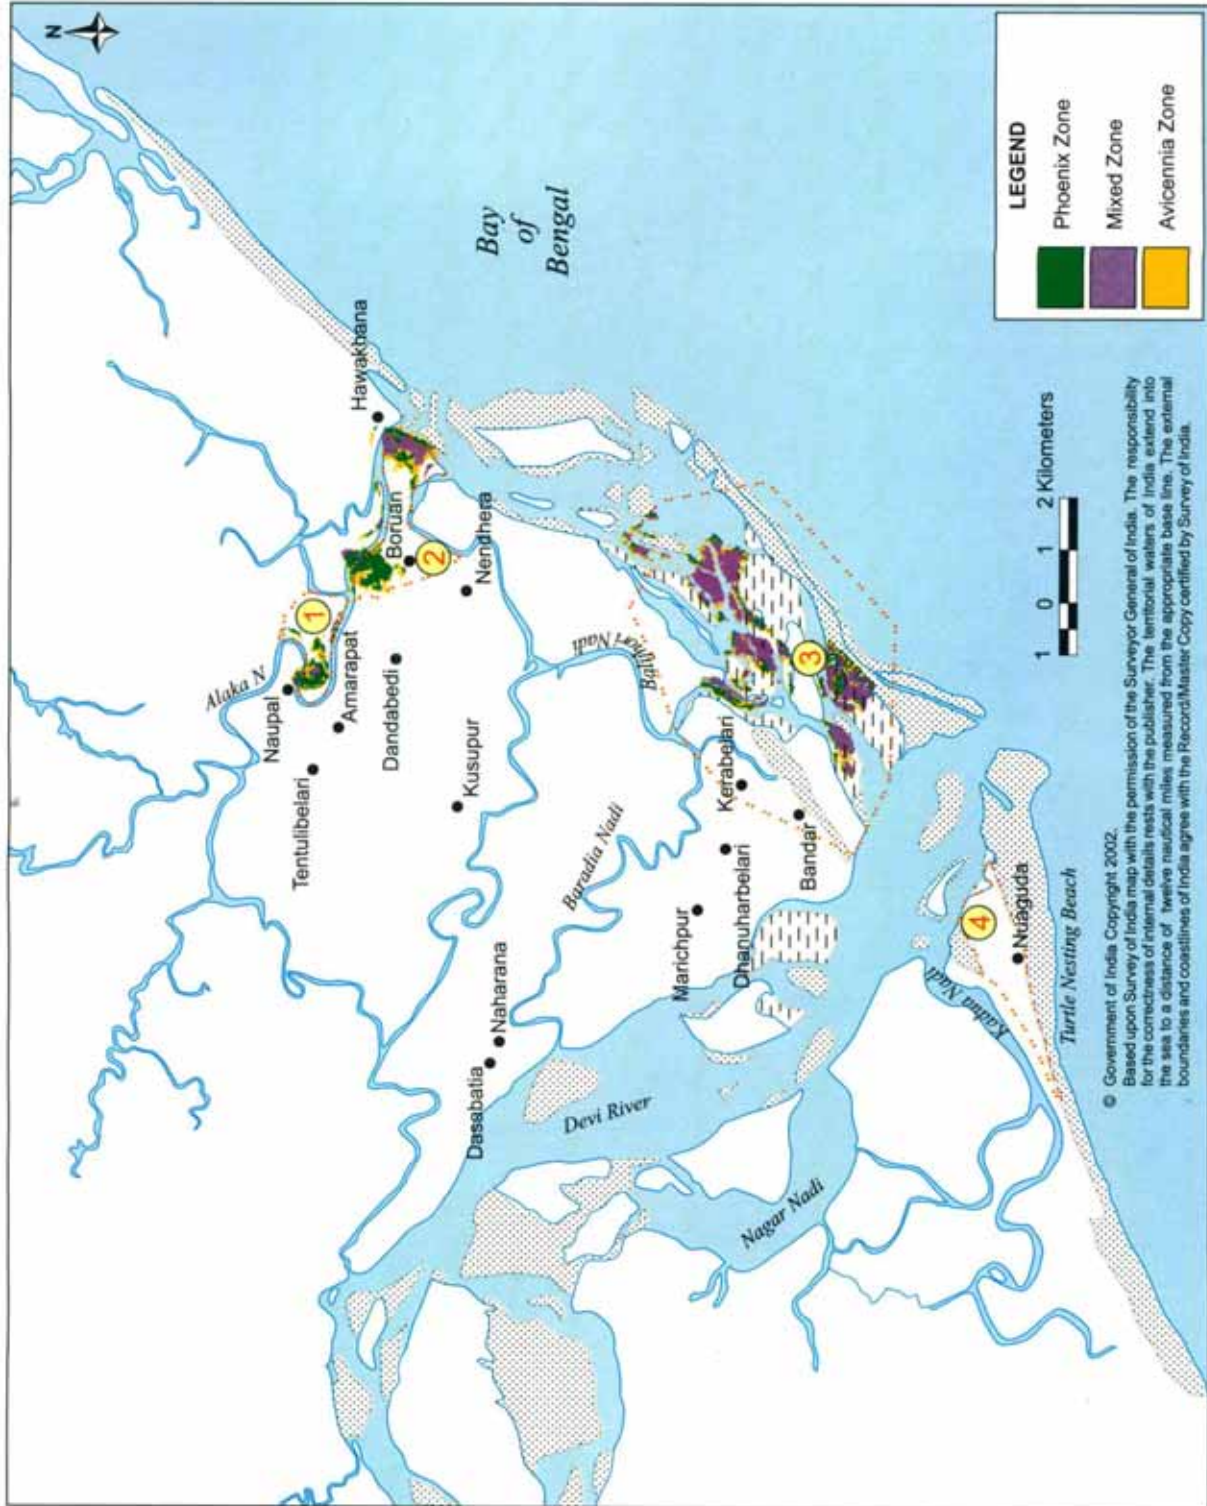 N
Alaka N
Naupal
1
Tentulibelari
Amarapat
Hawakhana
Dandabedi
Boruan
2
Kusupur
Nendhera
Bay
of
Bengal
Dasabatia
Naharana
Baradia Nadi
Devi River
Balighori Nadi
Marichpur
Dhanuharbelari
Kerabelari
Nagar Nadi
Bandar
3
Kadua Nadi
4
Nuaguda
Turtle Nesting Beach
1 0 1 2 Kilometers
LEGEND
Phoenix Zone
Mixed Zone
Avicennia Zone
© Government of India Copyright 2002.
Based upon Survey of India map with the permission of the Surveyor General of India. The responsibility
for the correctness of internal details rests with the publisher. The territorial waters of India extend into
the sea to a distance of twelve nautical miles measured from the appropriate base line. The external
boundaries and coastlines of India agree with the Record/Master Copy certified by Survey of India.